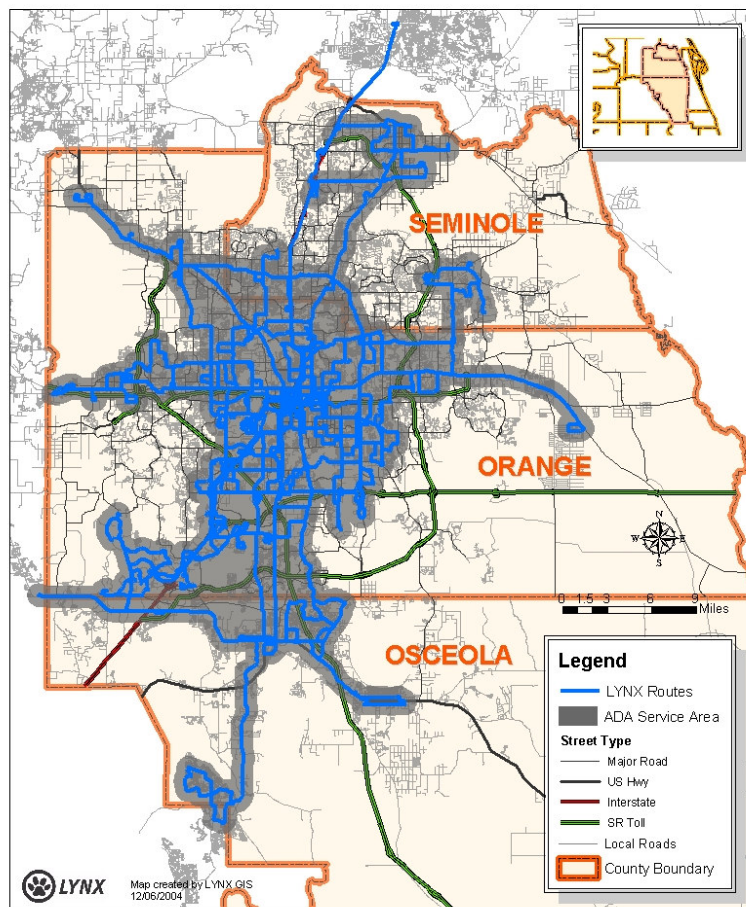 SEMINOLE
ORANGE
N
W E
S
0 1.5 3 6 9
Miles
OSCEOLA
Legend
LYNX Routes
ADA Service Area
Street Type
Major Road
US Hwy
Interstate
SR Toll
Local Roads
County Boundary
LYNX
Map created by LYNX GIS
12/06/2004